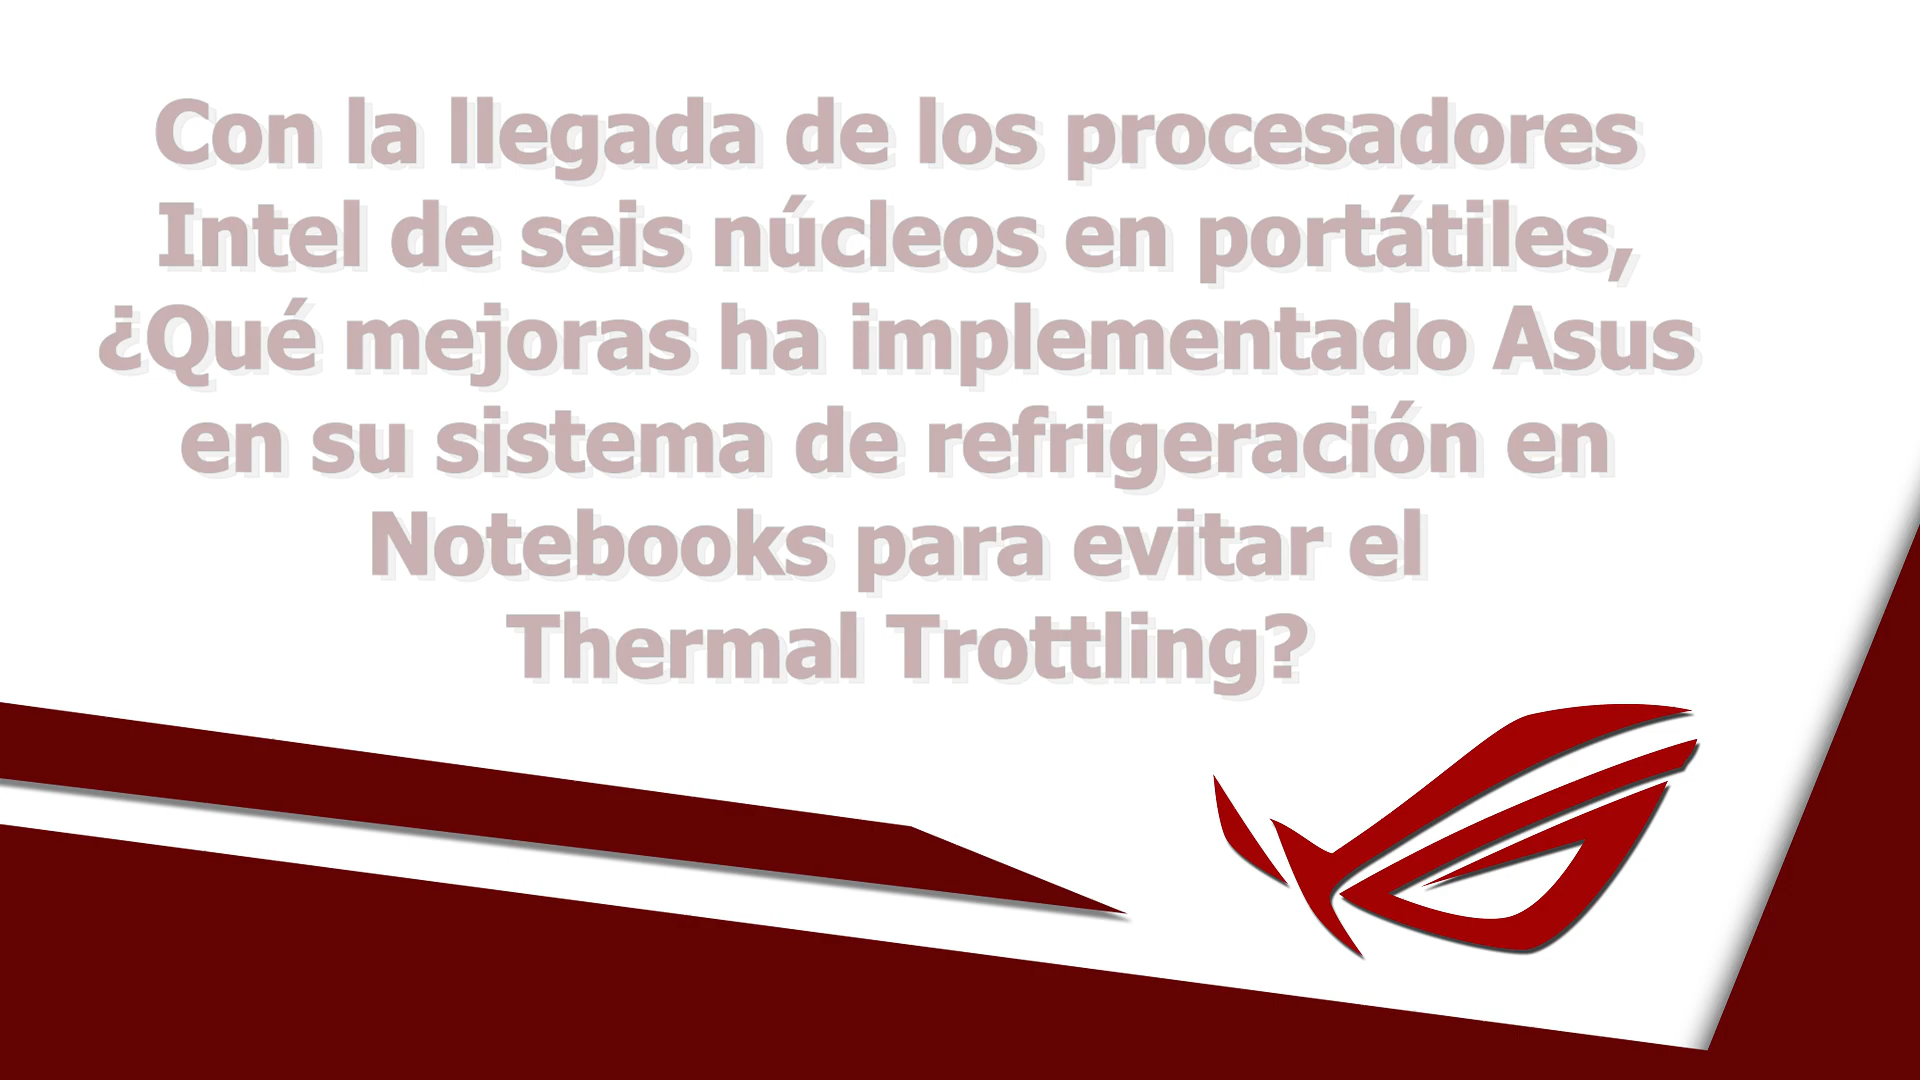 Con la llegada de los procesadores
Intel de seis núcleos en portátiles,
¿Qué mejoras ha implementado Asus
en su sistema de refrigeración en
Notebooks para evitar el
Thermal Trottling?